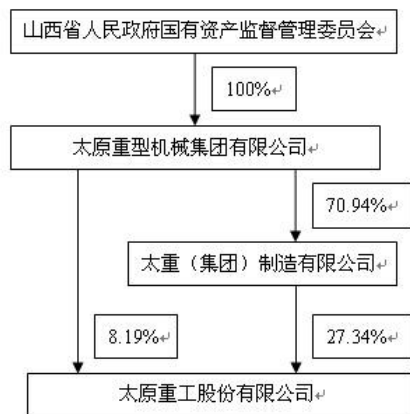 山西省人民政府国有资产监督管理委员会
100%
太原重型机械集团有限公司
70.94%
太重（集团）制造有限公司
8.19%
27.34%
太原重工股份有限公司